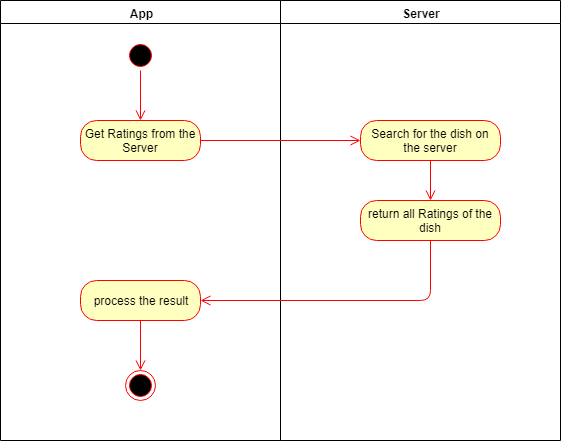 App
Server
Get Ratings from the
Server
Search for the dish on
the server
return all Ratings of the
dish
process the result